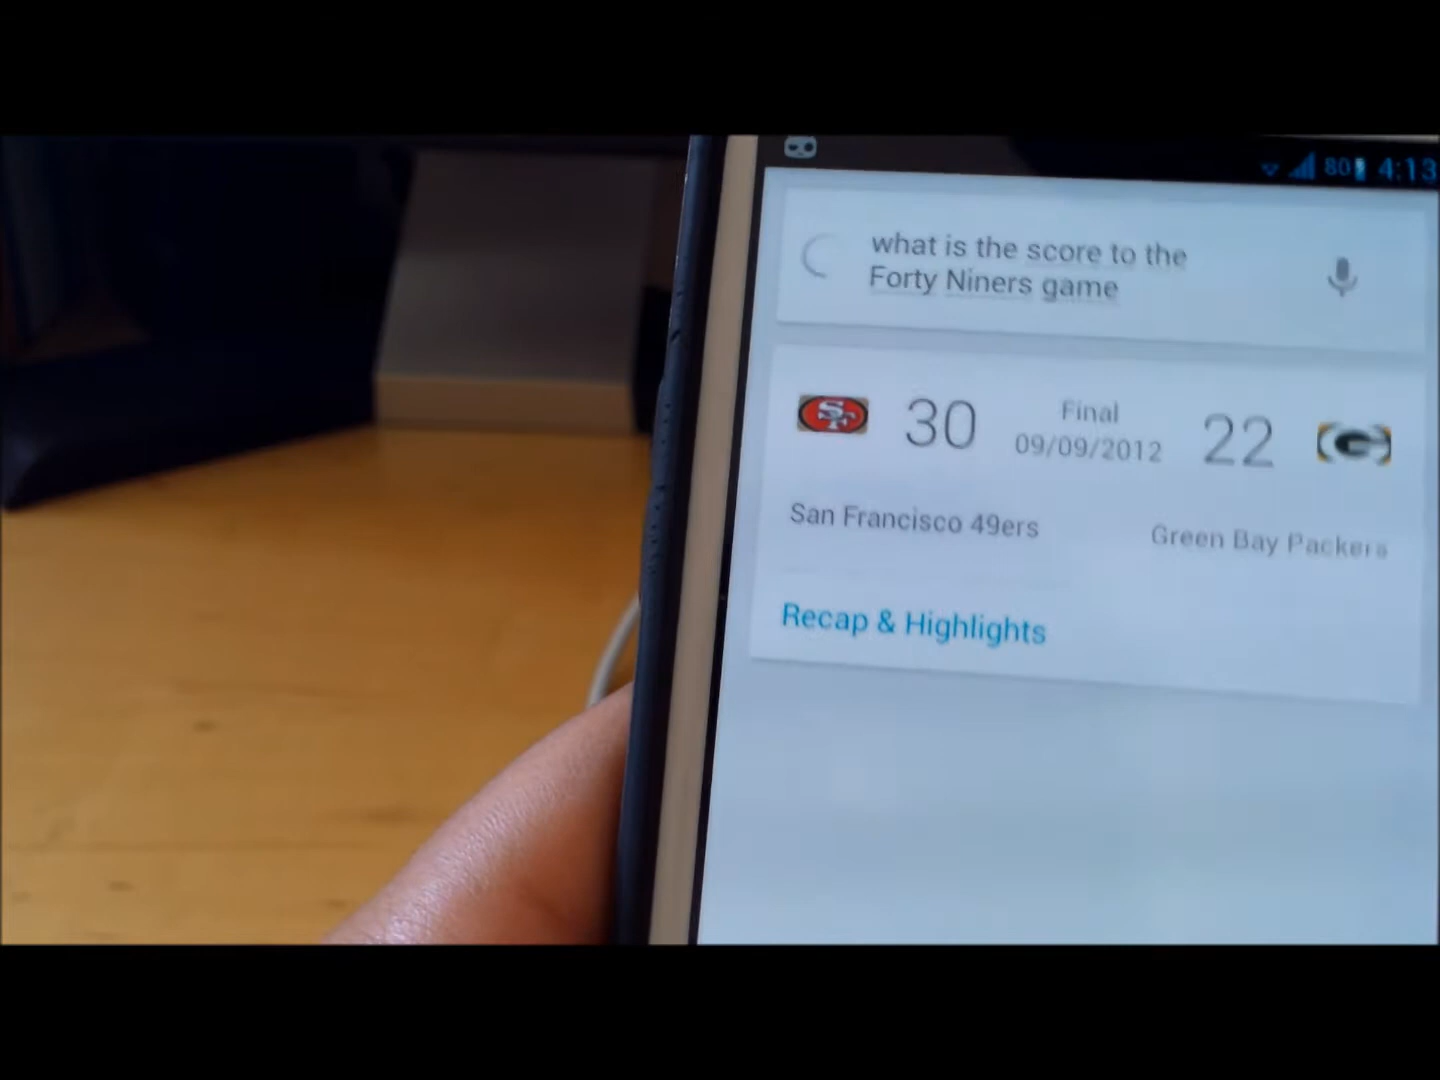 80 4:13
what is the score to the
Forty Niners game
SF 30 Final 22 G
09/09/2012
San Francisco 49ers Green Bay Packers
Recap & Highlights